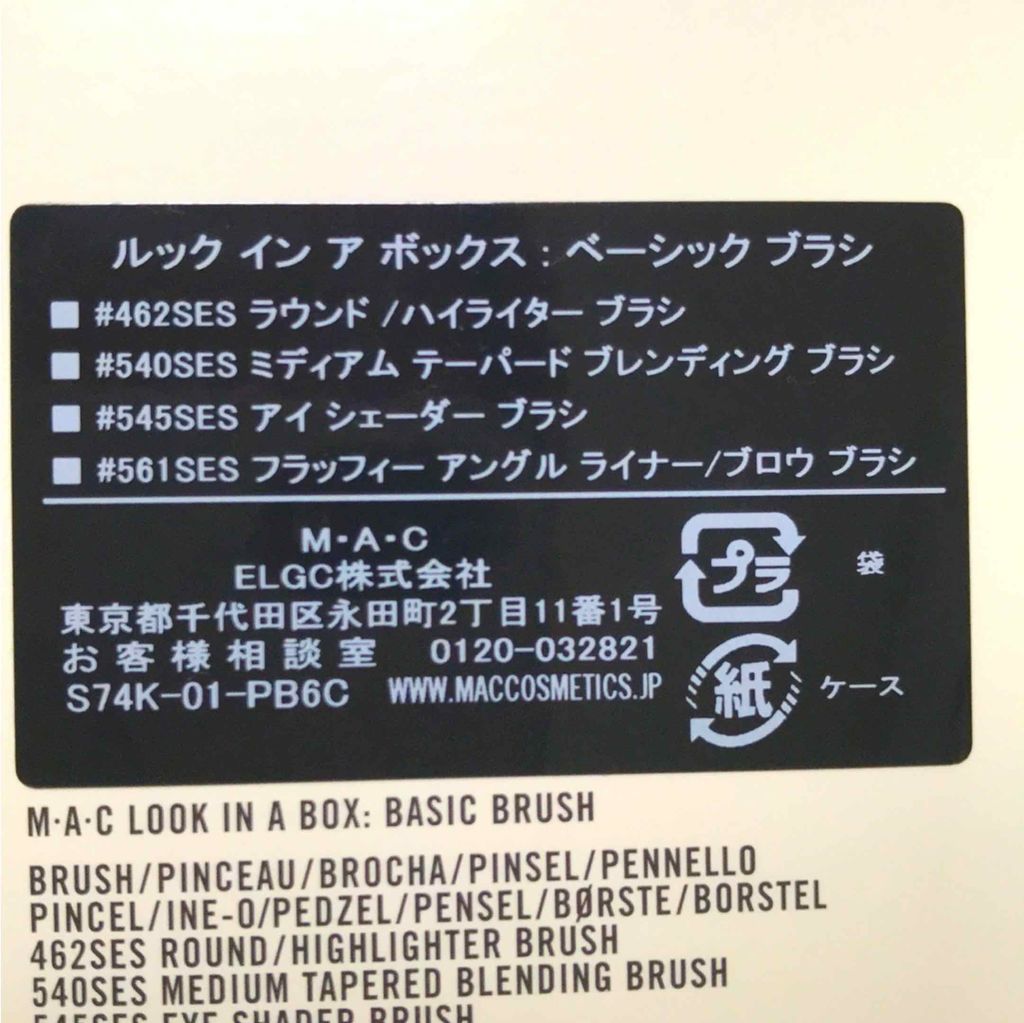 ルック イン ア ボックス : ベーシック ブラシ
■ #462SES ラウンド /ハイライター ブラシ
■ #540SES ミディアム テーパード ブレンディング ブラシ
■ #545SES アイ シェーダー ブラシ
■ #561SES フラッフィー アングル ライナー/ブロウ ブラシ
M・A・C
ELGC株式会社
東京都千代田区永田町2丁目11番1号
お客様相談室 0120-032821
S74K-01-PB6C WWW.MACCOSMETICS.JP
プラ 袋
紙 ケース
M·A·C LOOK IN A BOX: BASIC BRUSH
BRUSH/PINCEAU/BROCHA/PINSEL/PENNELLO
PINCEL/INE-O/PEDZEL/PENSEL/BØRSTE/BORSTEL
462SES ROUND/HIGHLIGHTER BRUSH
540SES MEDIUM TAPERED BLENDING BRUSH
545SES EYE SHADER BRUSH